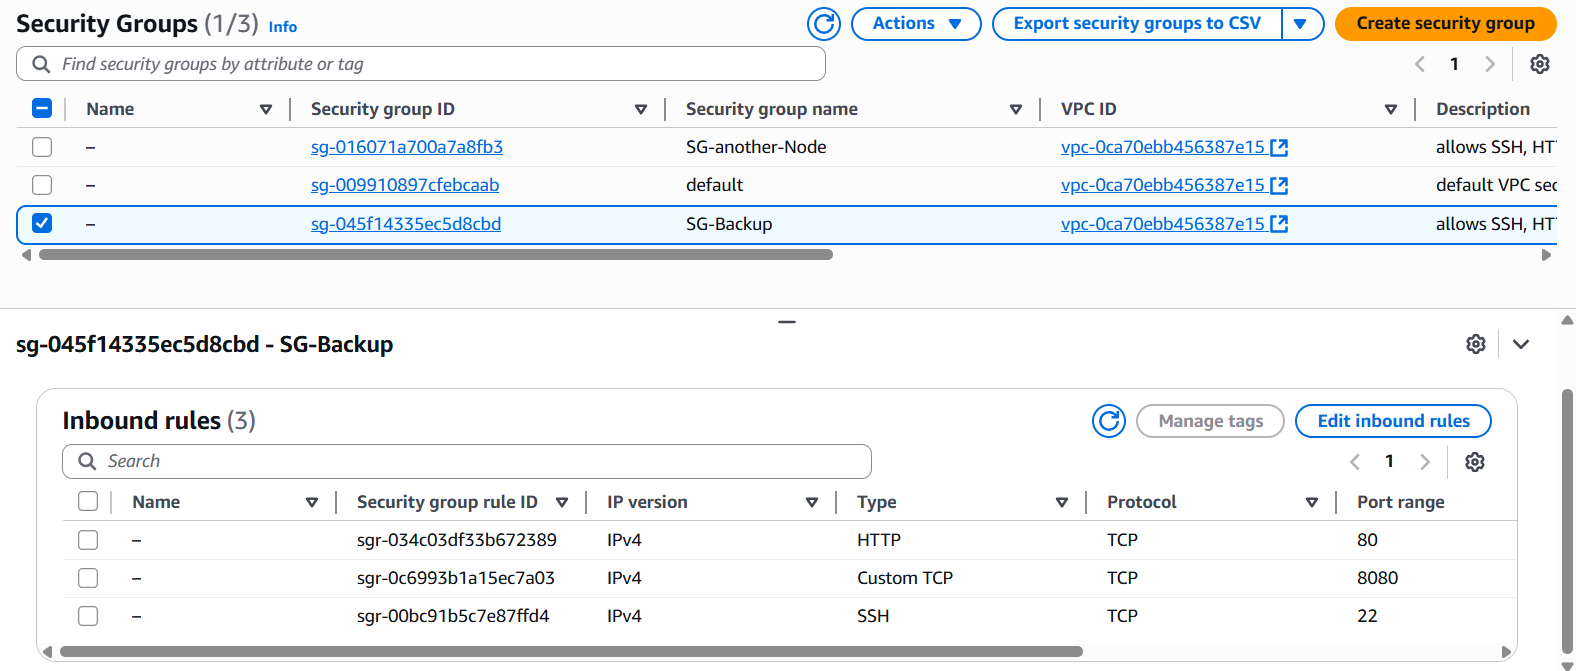 Security Groups (1/3) Info Actions Export security groups to CSV Create security group
Find security groups by attribute or tag 1
Name Security group ID Security group name VPC ID Description
– sg-016071a700a7a8fb3 SG-another-Node vpc-0ca70ebb456387e15 allows SSH, HT
– sg-009910897cfebcaab default vpc-0ca70ebb456387e15 default VPC sec
– sg-045f14335ec5d8cbd SG-Backup vpc-0ca70ebb456387e15 allows SSH, HT
sg-045f14335ec5d8cbd - SG-Backup
Inbound rules (3) Manage tags Edit inbound rules
Search 1
Name Security group rule ID IP version Type Protocol Port range
– sgr-034c03df33b672389 IPv4 HTTP TCP 80
– sgr-0c6993b1a15ec7a03 IPv4 Custom TCP TCP 8080
– sgr-00bc91b5c7e87ffd4 IPv4 SSH TCP 22